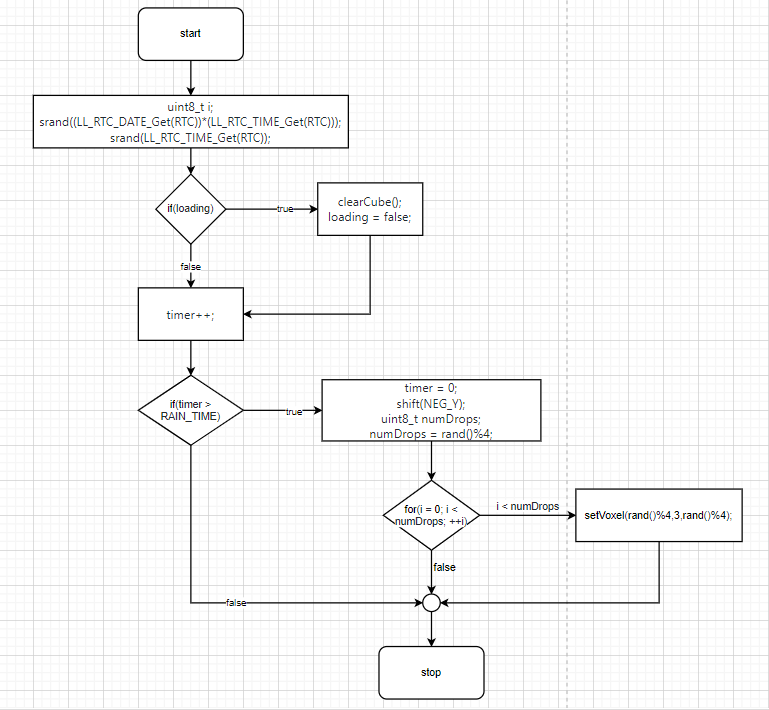 start
uint8_t i;
srand((LL_RTC_DATE_Get(RTC))*(LL_RTC_TIME_Get(RTC)));
srand(LL_RTC_TIME_Get(RTC));
if(loading)
true
clearCube();
loading = false;
false
timer++;
if(timer >
RAIN_TIME)
true
timer = 0;
shift(NEG_Y);
uint8_t numDrops;
numDrops = rand()%4;
for(i = 0; i <
numDrops; ++i)
i < numDrops
setVoxel(rand()%4,3,rand()%4);
false
false
stop